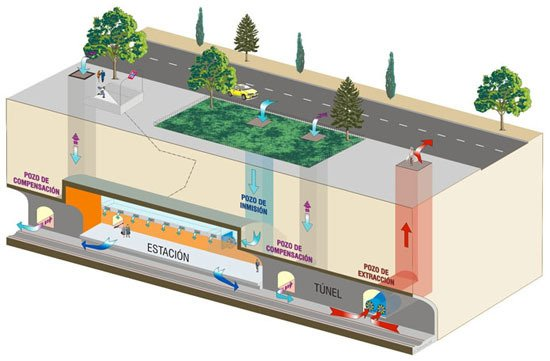 POZO DE
COMPENSACIÓN
POZO DE
INMISIÓN
POZO DE
COMPENSACIÓN
POZO DE
EXTRACCIÓN
ESTACIÓN
TÚNEL